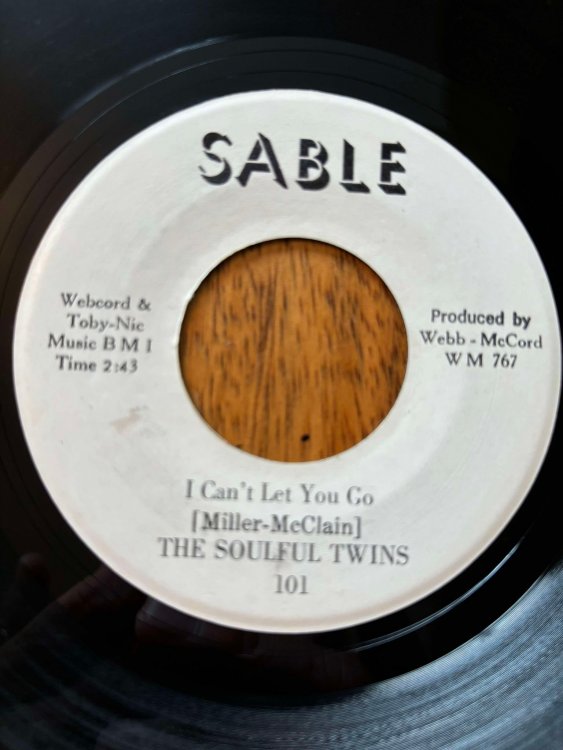 SABLE
Webcord &
Toby-Nic
Music B M I
Time 2:43
Produced by
Webb - McCord
W M 767
I Can't Let You Go
[Miller-McClain]
THE SOULFUL TWINS
101